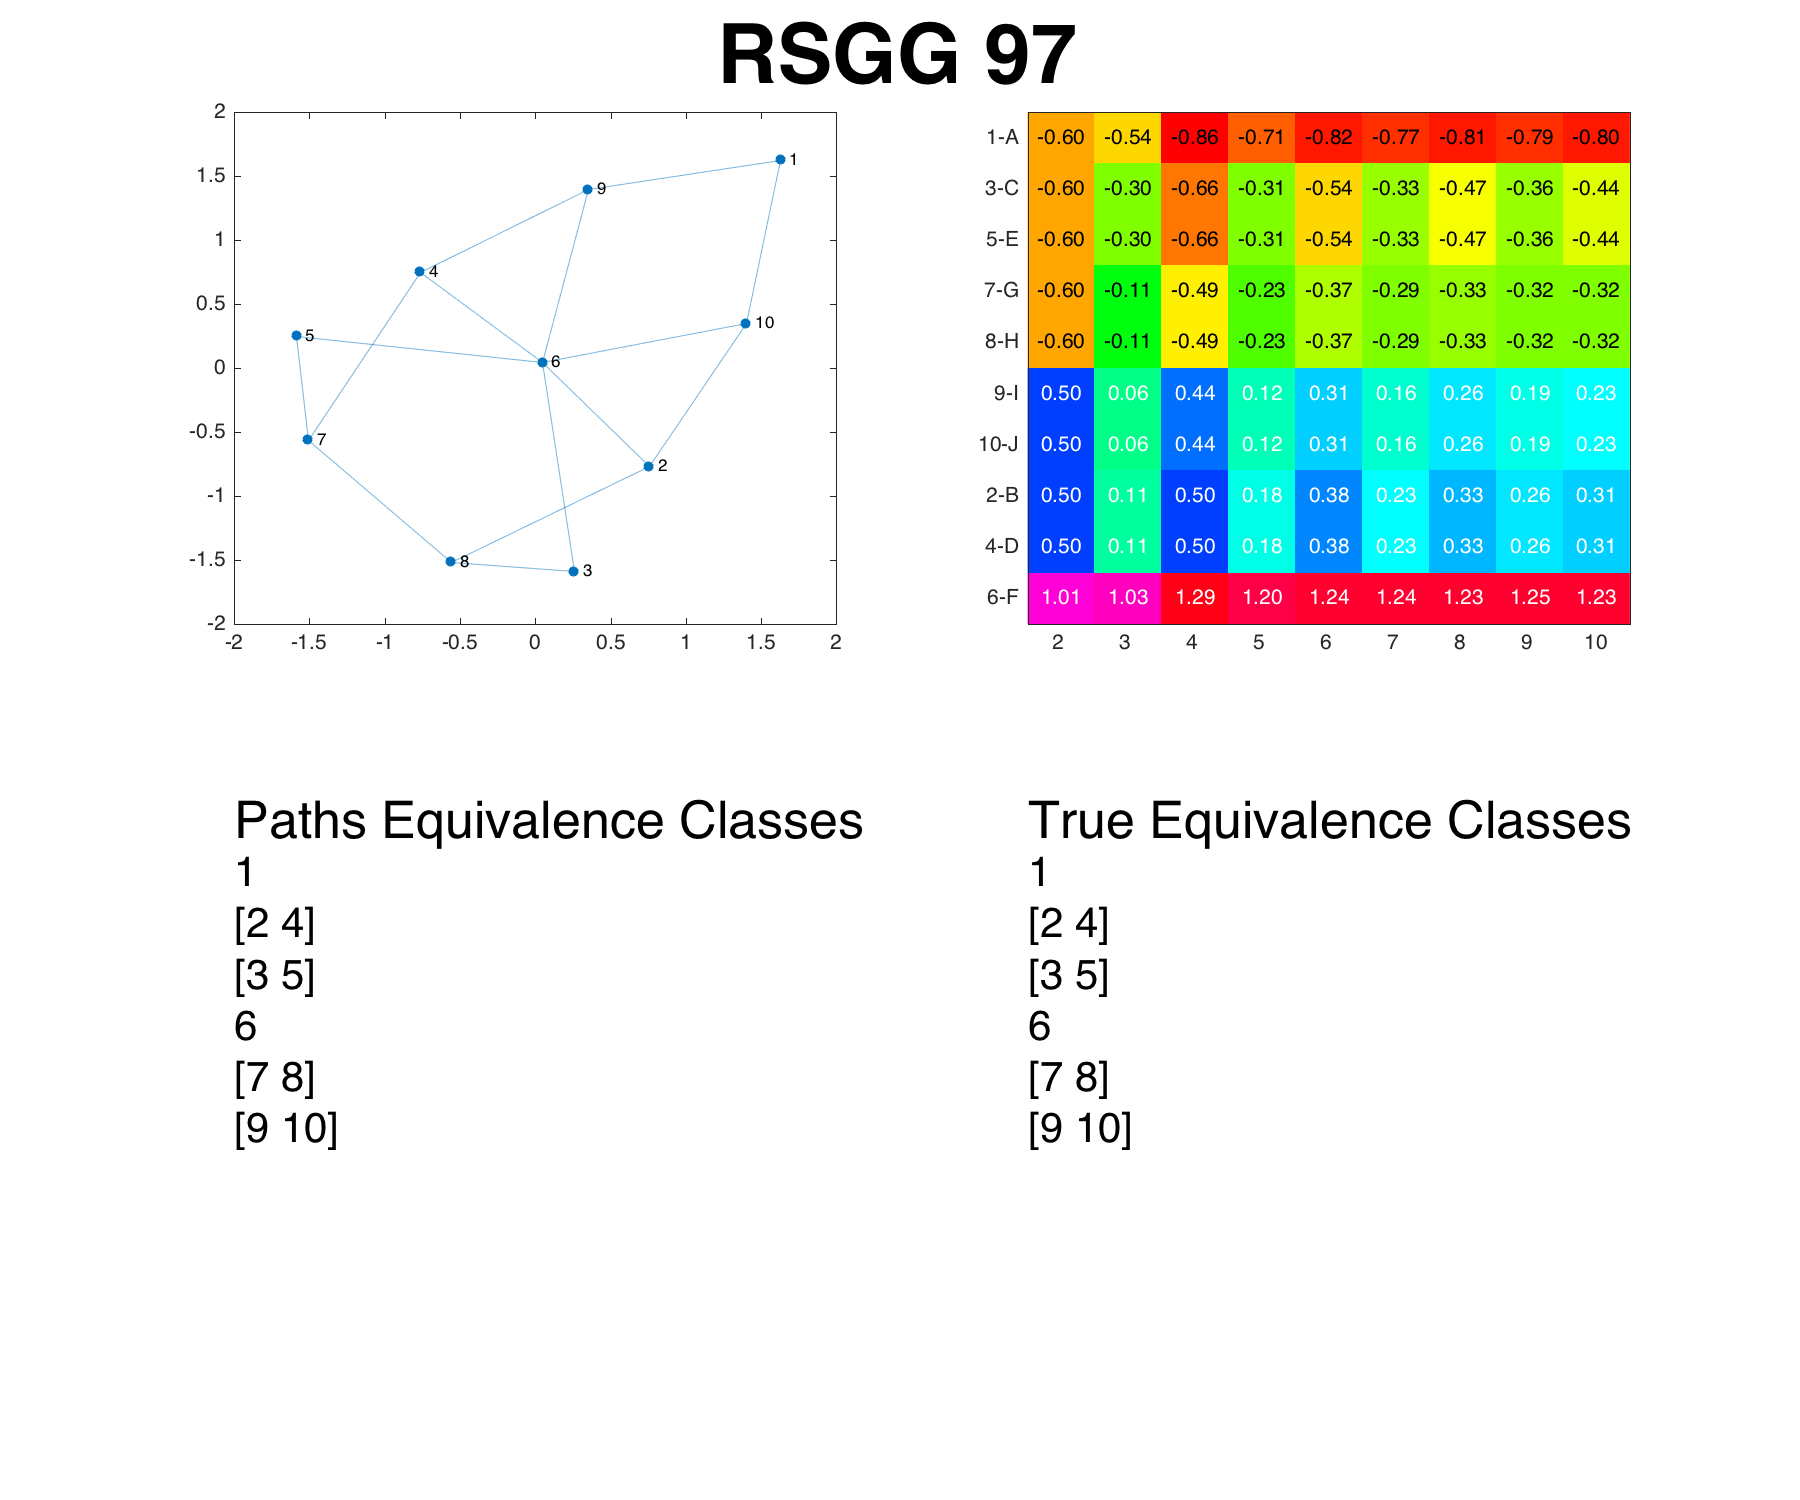 RSGG 97
2
1.5
1
0.5
0
-0.5
-1
-1.5
-2
-2 -1.5 -1 -0.5 0 0.5 1 1.5 2
1
9
4
10
5
6
7
2
8
3
1-A -0.60 -0.54 -0.86 -0.71 -0.82 -0.77 -0.81 -0.79 -0.80
3-C -0.60 -0.30 -0.66 -0.31 -0.54 -0.33 -0.47 -0.36 -0.44
5-E -0.60 -0.30 -0.66 -0.31 -0.54 -0.33 -0.47 -0.36 -0.44
7-G -0.60 -0.11 -0.49 -0.23 -0.37 -0.29 -0.33 -0.32 -0.32
8-H -0.60 -0.11 -0.49 -0.23 -0.37 -0.29 -0.33 -0.32 -0.32
9-I 0.50 0.06 0.44 0.12 0.31 0.16 0.26 0.19 0.23
10-J 0.50 0.06 0.44 0.12 0.31 0.16 0.26 0.19 0.23
2-B 0.50 0.11 0.50 0.18 0.38 0.23 0.33 0.26 0.31
4-D 0.50 0.11 0.50 0.18 0.38 0.23 0.33 0.26 0.31
6-F 1.01 1.03 1.29 1.20 1.24 1.24 1.23 1.25 1.23
2 3 4 5 6 7 8 9 10
Paths Equivalence Classes
1
[2 4]
[3 5]
6
[7 8]
[9 10]
True Equivalence Classes
1
[2 4]
[3 5]
6
[7 8]
[9 10]